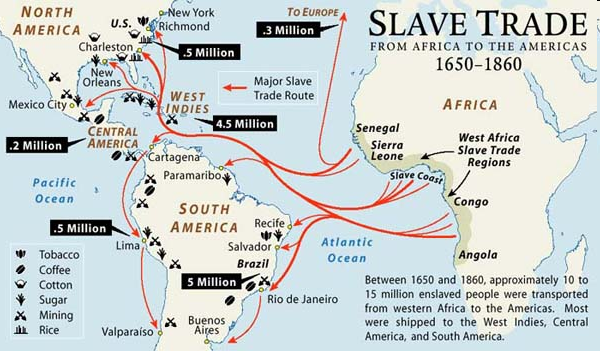 SLAVE TRADE
FROM AFRICA TO THE AMERICAS
1650–1860
NORTH
AMERICA
U.S.
New York
Richmond
Charleston
.5 Million
New
Orleans
TO EUROPE
.3 Million
Major Slave
Trade Route
Mexico City
WEST
INDIES
4.5 Million
.2 Million
CENTRAL
AMERICA
Cartagena
Paramaribo
Pacific
Ocean
SOUTH
AMERICA
.5 Million
Lima
Recife
Salvador
Brazil
5 Million
Rio de Janeiro
Valparaíso
Buenos
Aires
Atlantic
Ocean
AFRICA
Senegal
Sierra
Leone
West Africa
Slave Trade
Regions
Slave Coast
Congo
Angola
Tobacco
Coffee
Cotton
Sugar
Mining
Rice
Between 1650 and 1860, approximately 10 to
15 million enslaved people were transported
from western Africa to the Americas. Most
were shipped to the West Indies, Central
America, and South America.